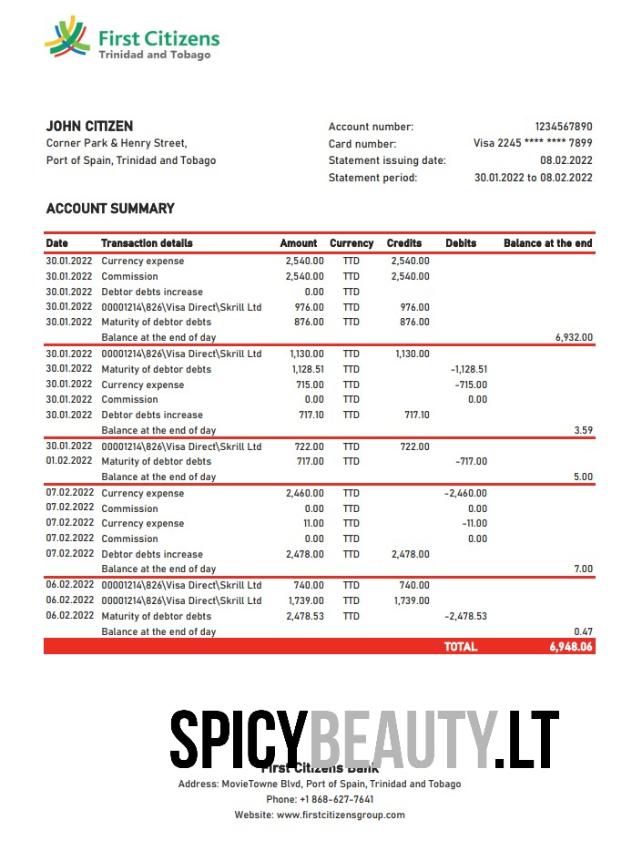 First Citizens
Trinidad and Tobago
JOHN CITIZEN
Corner Park & Henry Street,
Port of Spain, Trinidad and Tobago
Account number: 1234567890
Card number: Visa 2245 **** **** 7899
Statement issuing date: 08.02.2022
Statement period: 30.01.2022 to 08.02.2022
ACCOUNT SUMMARY
Date Transaction details Amount Currency Credits Debits Balance at the end
30.01.2022 Currency expense 2,540.00 TTD 2,540.00
30.01.2022 Commission 2,540.00 TTD 2,540.00
30.01.2022 Debtor debts increase 0.00 TTD
30.01.2022 00001214\826\Visa Direct\Skrill Ltd 976.00 TTD 976.00
30.01.2022 Maturity of debtor debts 876.00 TTD 876.00
Balance at the end of day 6,932.00
30.01.2022 00001214\826\Visa Direct\Skrill Ltd 1,130.00 TTD 1,130.00
30.01.2022 Maturity of debtor debts 1,128.51 TTD -1,128.51
30.01.2022 Currency expense 715.00 TTD -715.00
30.01.2022 Commission 0.00 TTD 0.00
30.01.2022 Debtor debts increase 717.10 TTD 717.10
Balance at the end of day 3.59
30.01.2022 00001214\826\Visa Direct\Skrill Ltd 722.00 TTD 722.00
01.02.2022 Maturity of debtor debts 717.00 TTD -717.00
Balance at the end of day 5.00
07.02.2022 Currency expense 2,460.00 TTD -2,460.00
07.02.2022 Commission 0.00 TTD 0.00
07.02.2022 Currency expense 11.00 TTD -11.00
07.02.2022 Commission 0.00 TTD 0.00
07.02.2022 Debtor debts increase 2,478.00 TTD 2,478.00
Balance at the end of day 7.00
06.02.2022 00001214\826\Visa Direct\Skrill Ltd 740.00 TTD 740.00
06.02.2022 00001214\826\Visa Direct\Skrill Ltd 1,739.00 TTD 1,739.00
06.02.2022 Maturity of debtor debts 2,478.53 TTD -2,478.53
Balance at the end of day 0.47
TOTAL 6,948.06
SPICYBEAUTY.LT
First Citizens Bank
Address: MovieTowne Blvd, Port of Spain, Trinidad and Tobago
Phone: +1 868-627-7641
Website: www.firstcitizensgroup.com